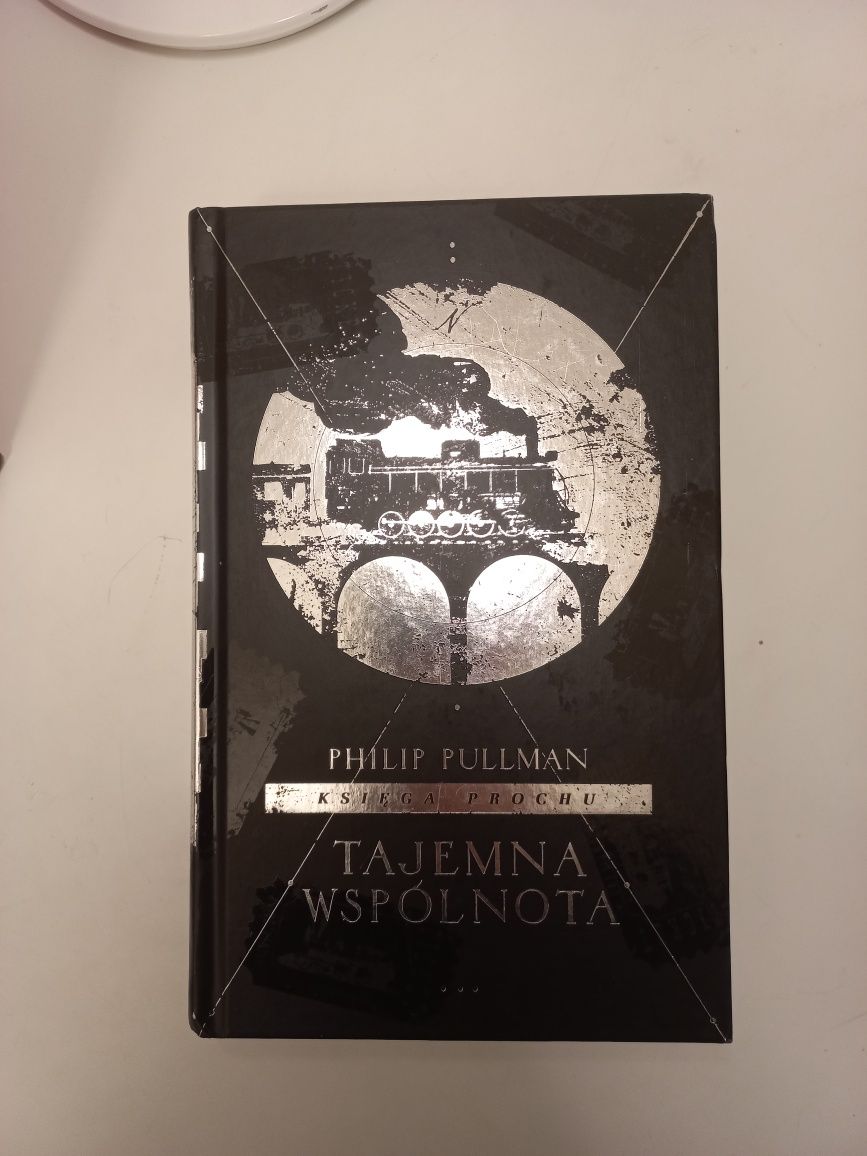 N
PHILIP PULLMAN
KSIĘGA PROCHU
TAJEMNA
WSPÓLNOTA